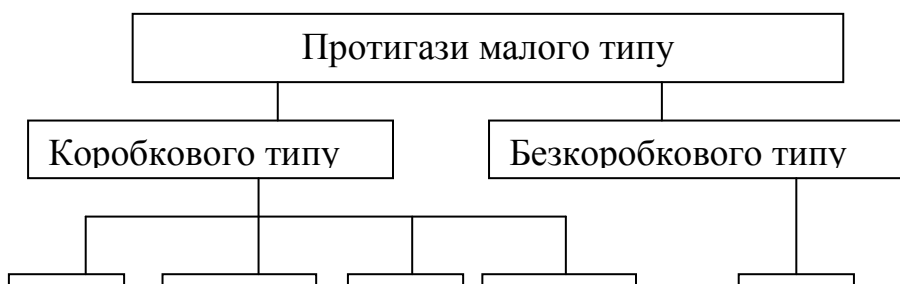 Протигази малого типу
Коробкового типу
Безкоробкового типу